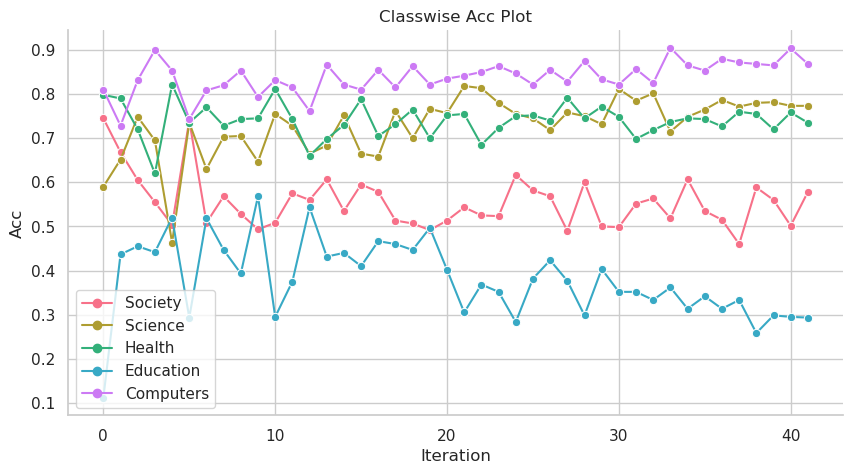 Classwise Acc Plot
Acc
0.9
0.8
0.7
0.6
0.5
0.4
0.3
0.2
0.1
Society
Science
Health
Education
Computers
0 10 20 30 40
Iteration